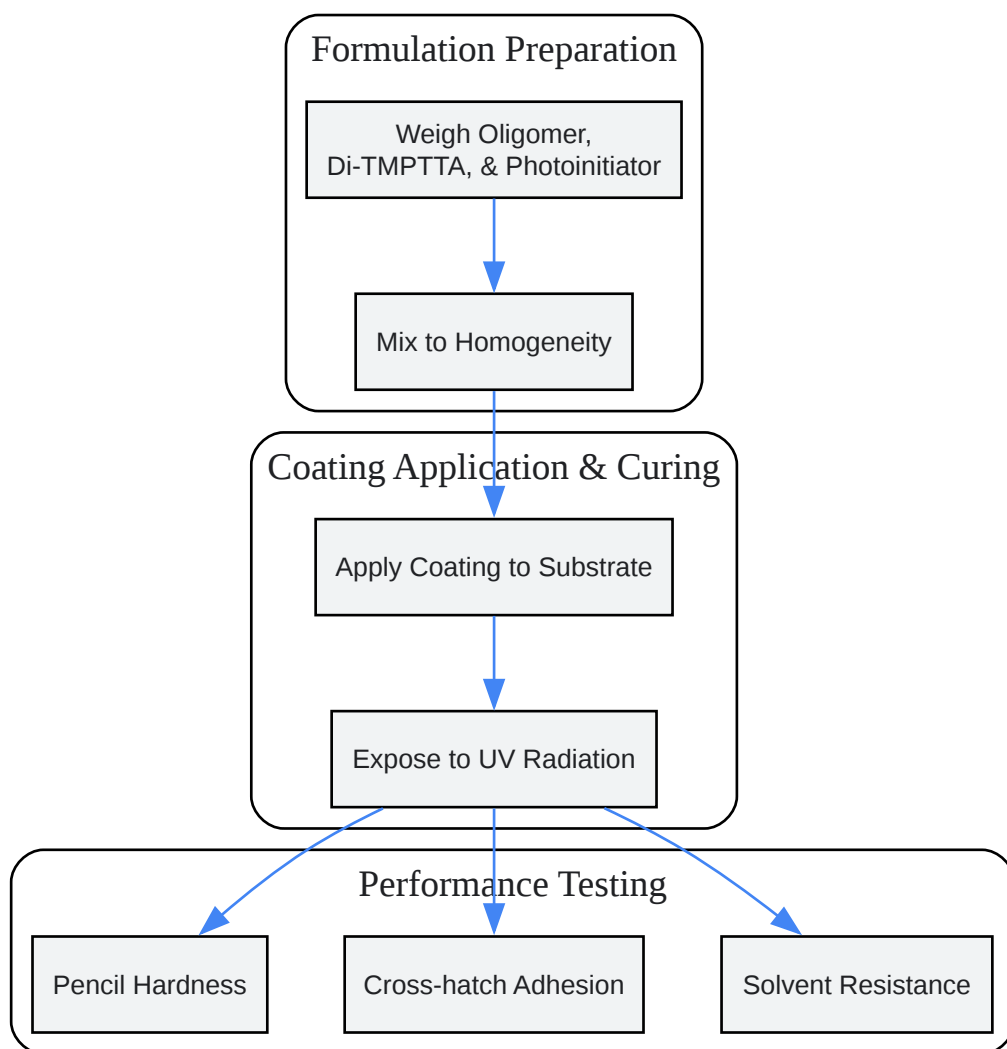 Formulation Preparation
Weigh Oligomer,
Di-TMPTTA, & Photoinitiator
Mix to Homogeneity
Coating Application & Curing
Apply Coating to Substrate
Expose to UV Radiation
Performance Testing
Pencil Hardness
Cross-hatch Adhesion
Solvent Resistance